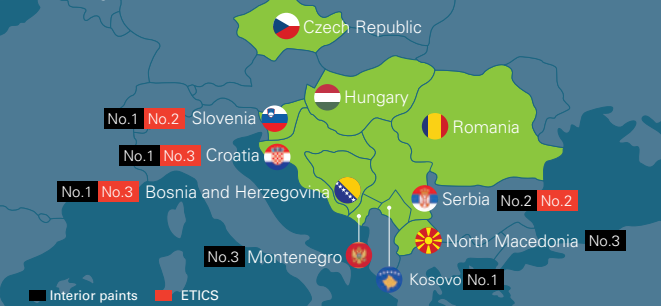 Czech Republic
Hungary
No.1 No.2 Slovenia
Romania
No.1 No.3 Croatia
No.1 No.3 Bosnia and Herzegovina
Serbia No.2 No.2
North Macedonia No.3
No.3 Montenegro
Kosovo No.1
Interior paints ETICS